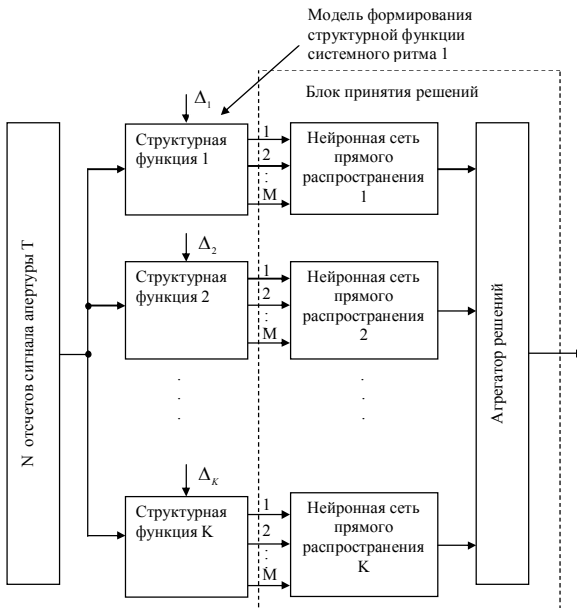 Модель формирования
структурной функции
системного ритма 1
Блок принятия решений
N отсчетов сигнала апертуры T
Δ1
Структурная
функция 1
1
2
:
M
Нейронная сеть
прямого
распространения
1
Δ2
Структурная
функция 2
1
2
:
M
Нейронная сеть
прямого
распространения
2
. . .
. . .
ΔK
Структурная
функция K
1
2
:
M
Нейронная сеть
прямого
распространения
K
Агрегатор решений